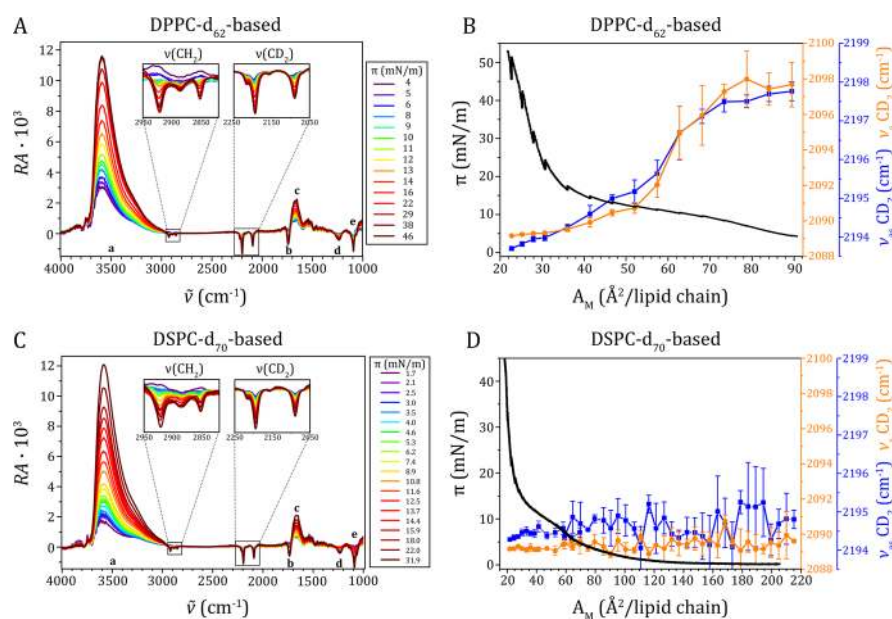 A
DPPC-d62-based
RA · 10³
12
10
8
6
4
2
0
ν(CH2)
ν(CD2)
2950 2900 2850
2250 2150 2050
a
b
c
d
e
4000 3500 3000 2500 2000 1500 1000
ṽ (cm-1)
π (mN/m)
4
5
6
8
9
10
11
12
13
14
16
22
29
38
46
B
DPPC-d62-based
π (mN/m)
50
40
30
20
10
0
20 30 40 50 60 70 80 90
AM (Å2/lipid chain)
2100
2098
2096
2094
2092
2090
2088
νs CD2 (cm-1)
2199
2198
2197
2196
2195
2194
νas CD2 (cm-1)
C
DSPC-d70-based
RA · 10³
12
10
8
6
4
2
0
ν(CH2)
ν(CD2)
2950 2900 2850
2250 2150 2050
a
b
c
d
e
4000 3500 3000 2500 2000 1500 1000
ṽ (cm-1)
π (mN/m)
1.7
2.1
2.5
3.0
3.5
4.0
4.6
5.3
6.2
7.4
8.9
10.8
11.6
12.5
13.7
14.4
15.9
18.0
22.0
31.9
D
DSPC-d70-based
π (mN/m)
40
30
20
10
0
20 40 60 80 100 120 140 160 180 200 220
AM (Å2/lipid chain)
2100
2098
2096
2094
2092
2090
2088
νs CD2 (cm-1)
2199
2198
2197
2196
2195
2194
νas CD2 (cm-1)